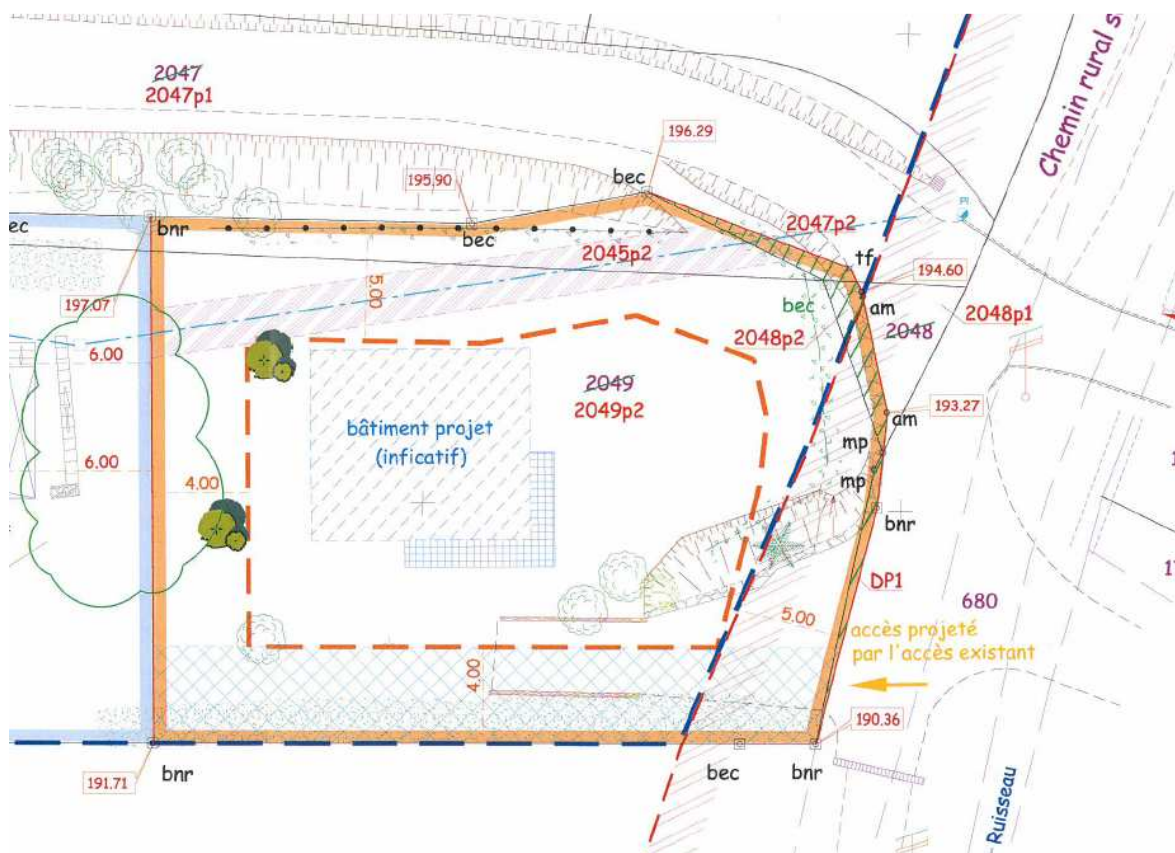 2047
2047p1
Chemin rural s
196.29
bec
195.90
2047p2
PI
ec
bnr
bec
2045p2
tf
194.60
am
197.07
5.00
bec
2048p2
2048
2048p1
6.00
2049
2049p2
193.27
am
bâtiment projet
(inficatif)
mp
6.00
4.00
mp
bnr
DP1
680
5.00
accès projeté
par l'accès existant
4.00
190.36
191.71
bnr
bec
bnr
Ruisseau